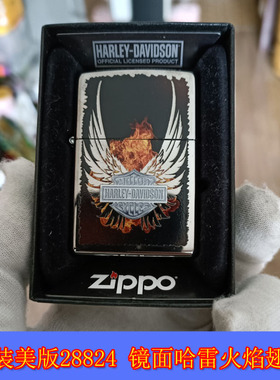 HARLEY-DAVIDSON
OFFICIAL LICENSED PRODUCT
HARLEY-DAVIDSON
zippo
装美版28824 镜面哈雷火焰翅